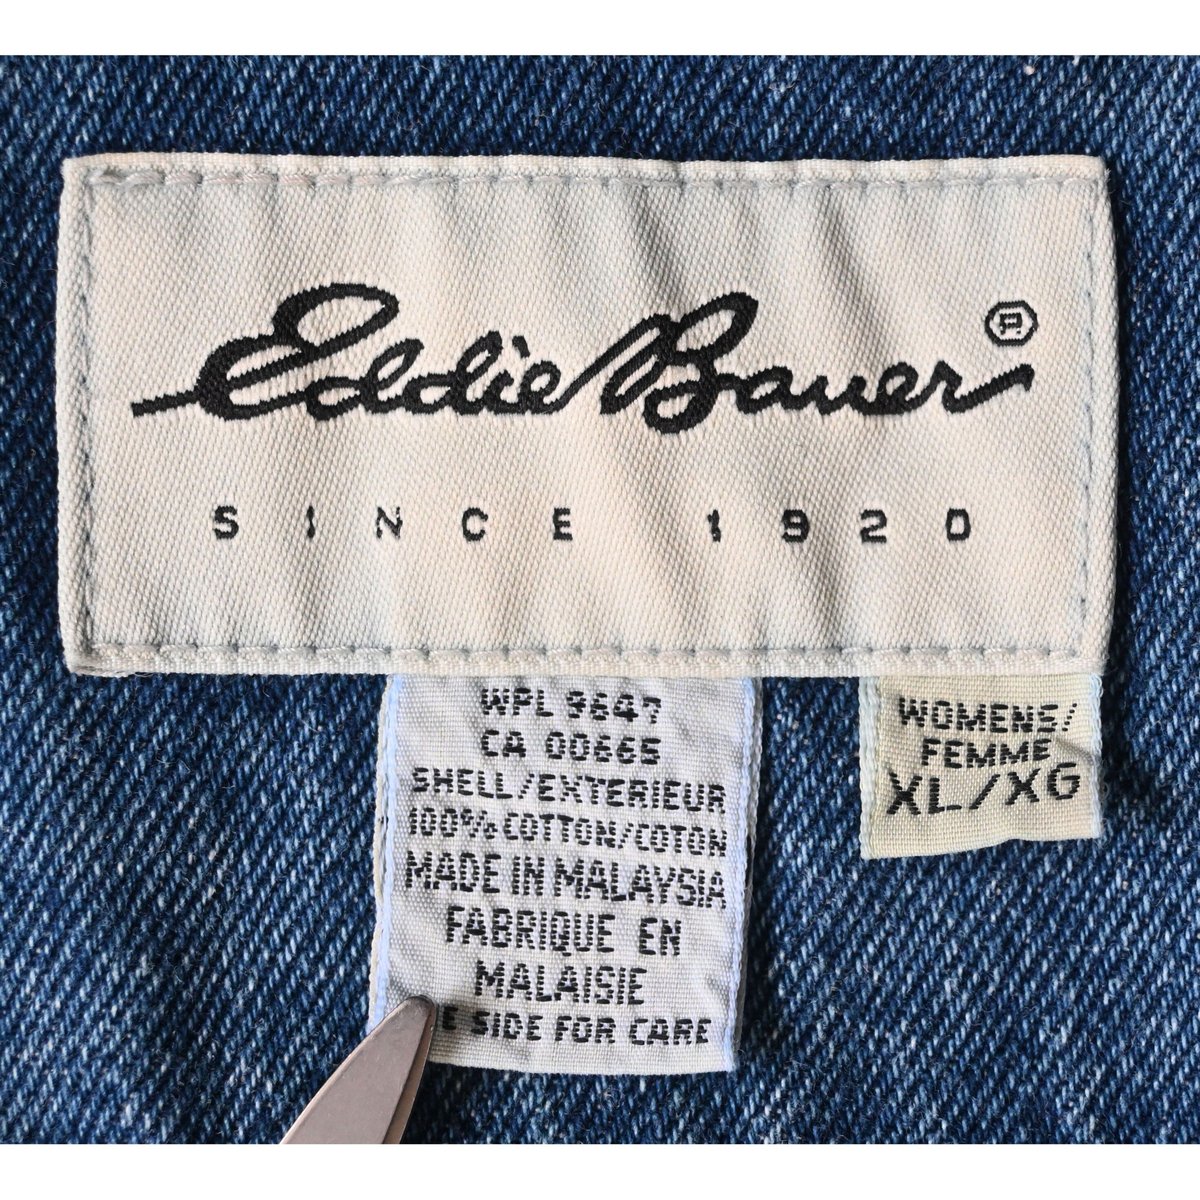 Eddie Bauer®
SINCE 1920
WPL 9647
CA 00665
SHELL/EXTERIEUR
100% COTTON/COTON
MADE IN MALAYSIA
FABRIQUE EN
MALAISIE
SIDE FOR CARE
WOMENS/
FEMME
XL/XG